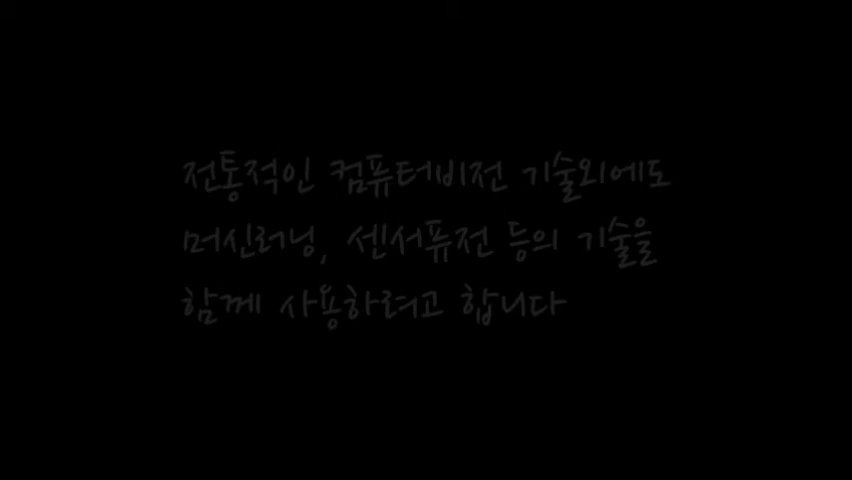 전통적인 컴퓨터비전 기술외에도
머신러닝, 센서퓨전 등의 기술을
함께 사용하려고 합니다